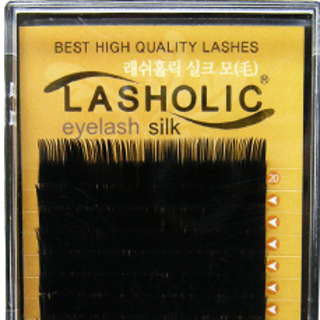 BEST HIGH QUALITY LASHES
래쉬홀릭 실크 모(毛)
LASHOLIC®
eyelash silk
20